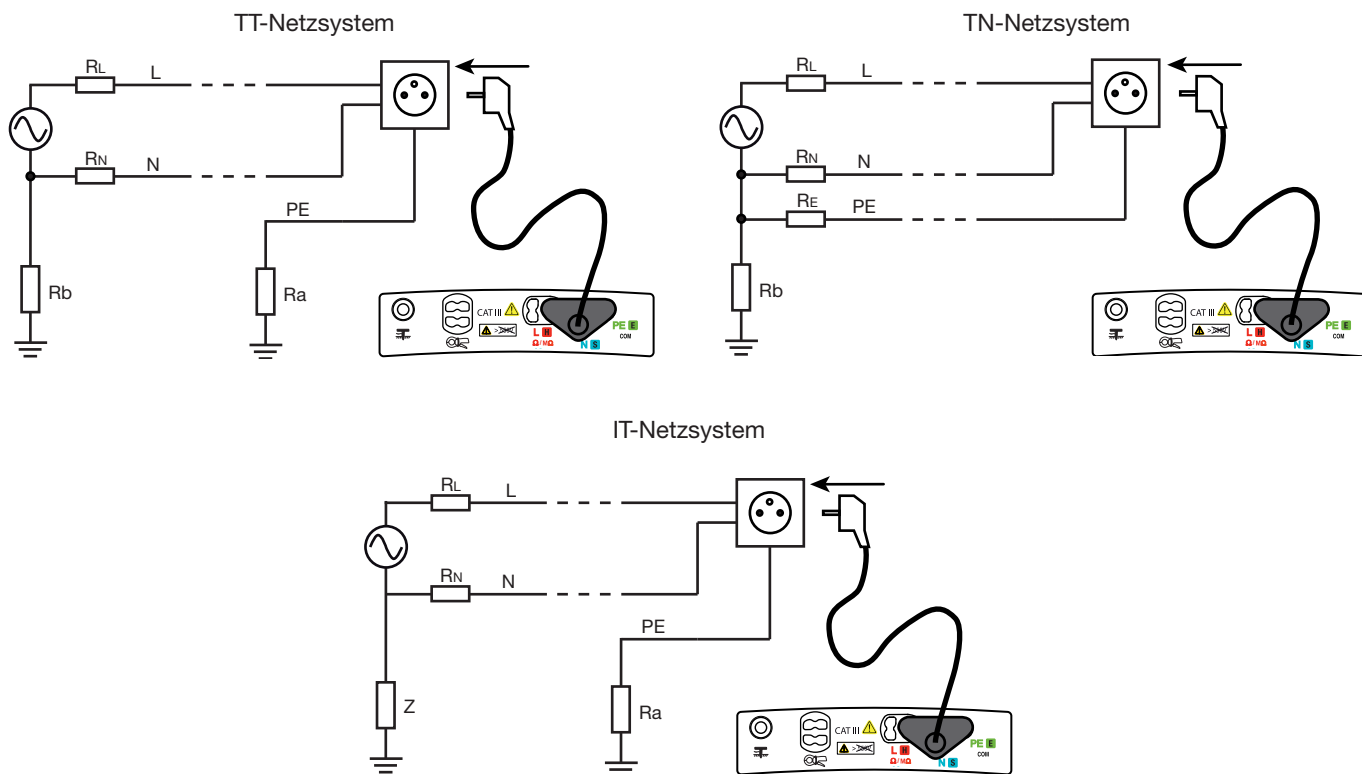 TT-Netzsystem
RL
L
RN
N
PE
Rb
Ra
CAT III
L H
Ω/MΩ
N S
PE E
COM
TN-Netzsystem
RL
L
RN
N
RE
PE
Rb
CAT III
L H
Ω/MΩ
N S
PE E
COM
IT-Netzsystem
RL
L
RN
N
PE
Z
Ra
CAT III
L H
Ω/MΩ
N S
PE E
COM